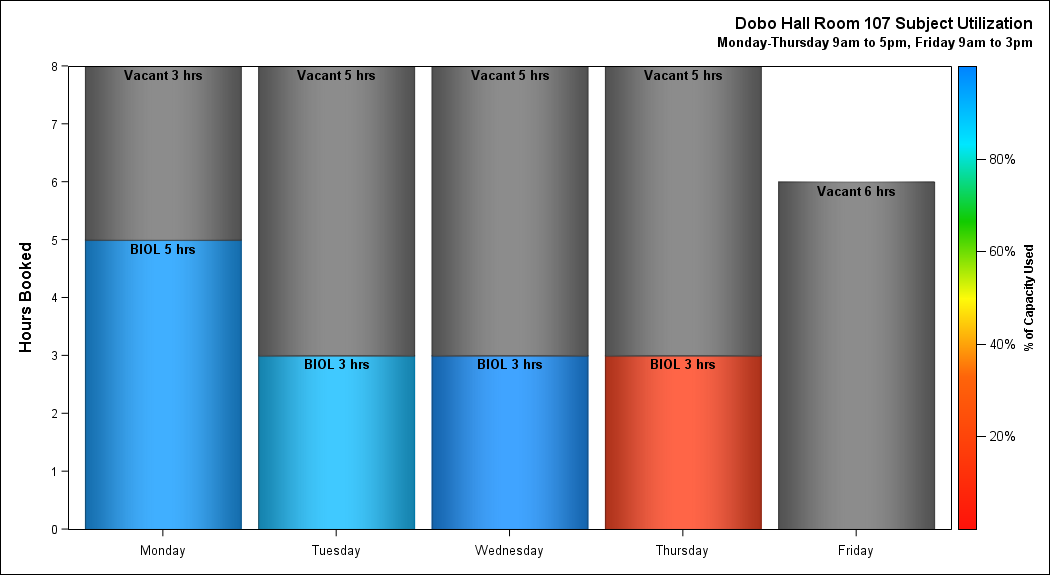 Dobo Hall Room 107 Subject Utilization
Monday-Thursday 9am to 5pm, Friday 9am to 3pm
Hours Booked
8
7
6
5
4
3
2
1
0
Vacant 3 hrs
Vacant 5 hrs
Vacant 5 hrs
Vacant 5 hrs
Vacant 6 hrs
BIOL 5 hrs
BIOL 3 hrs
BIOL 3 hrs
BIOL 3 hrs
Monday
Tuesday
Wednesday
Thursday
Friday
80%
60%
40%
20%
% of Capacity Used